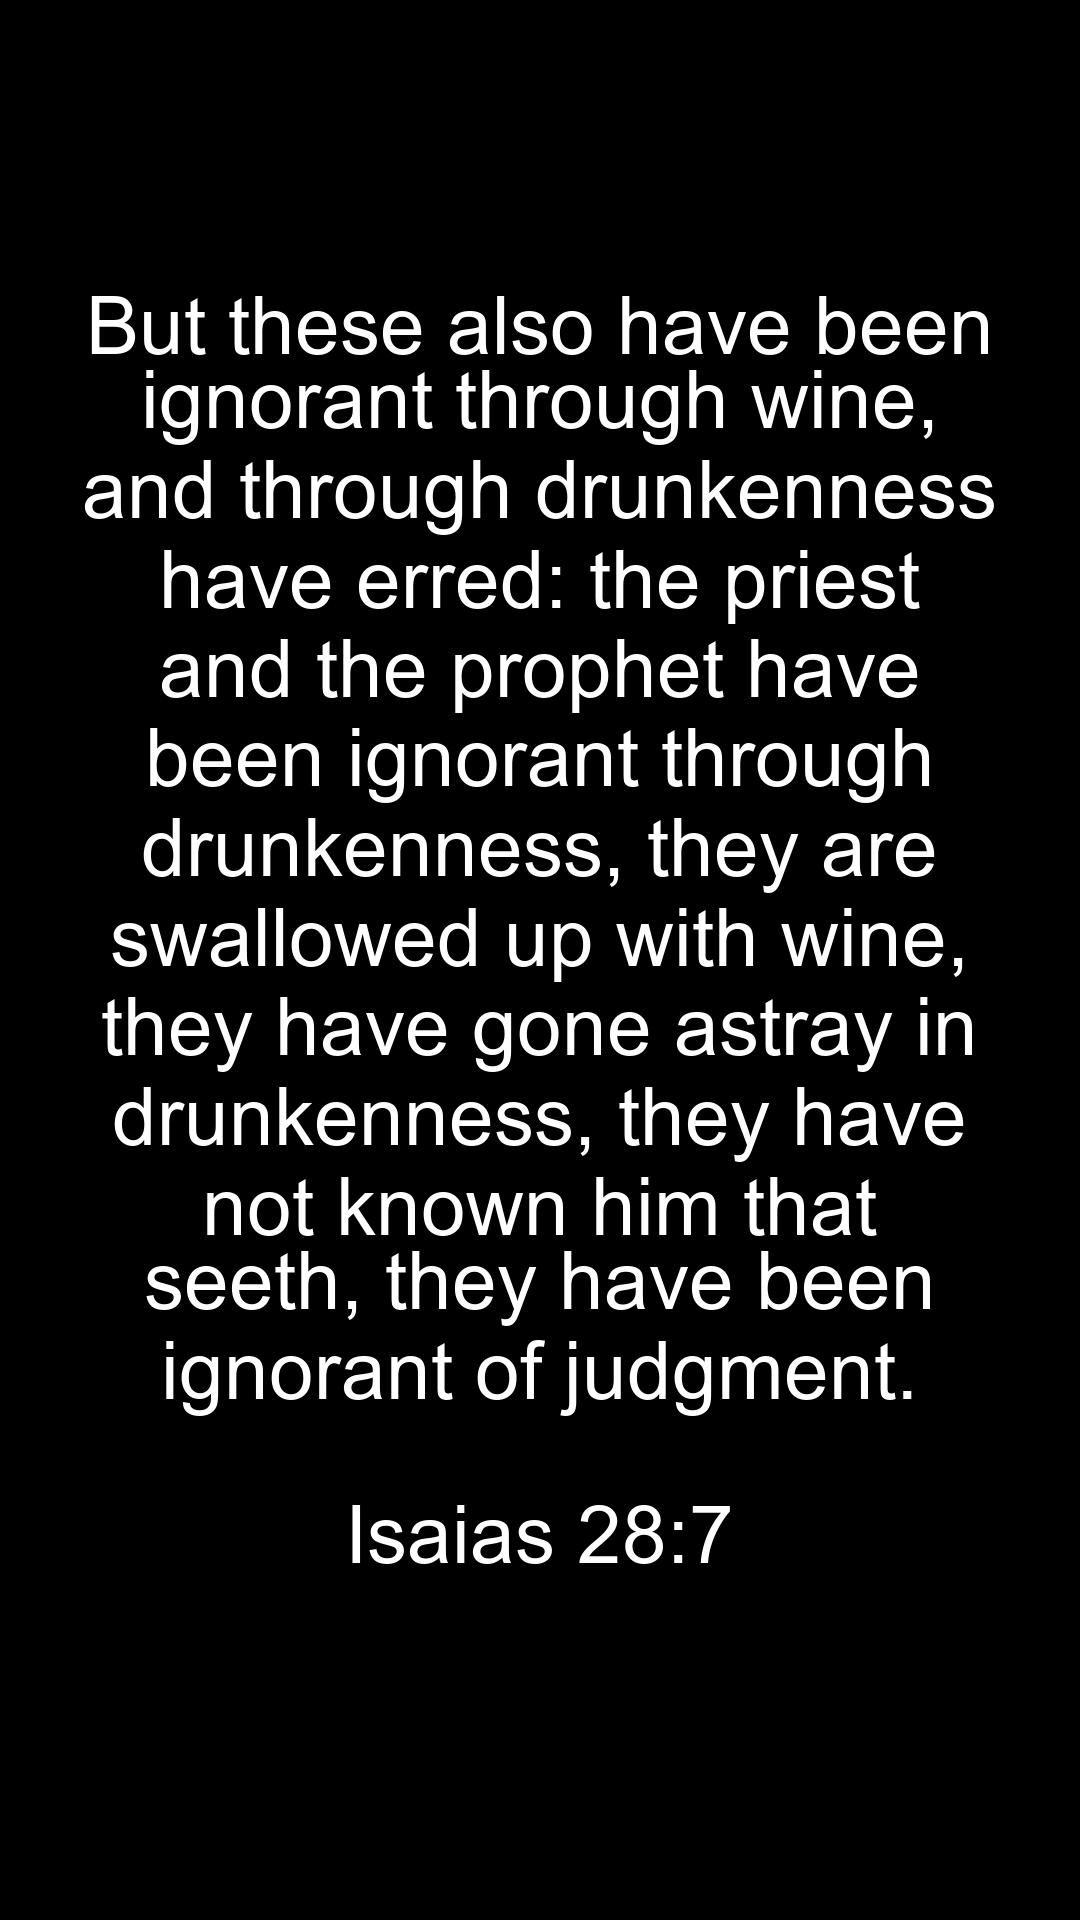 But these also have been
ignorant through wine,
and through drunkenness
have erred: the priest
and the prophet have
been ignorant through
drunkenness, they are
swallowed up with wine,
they have gone astray in
drunkenness, they have
not known him that
seeth, they have been
ignorant of judgment.
Isaias 28:7